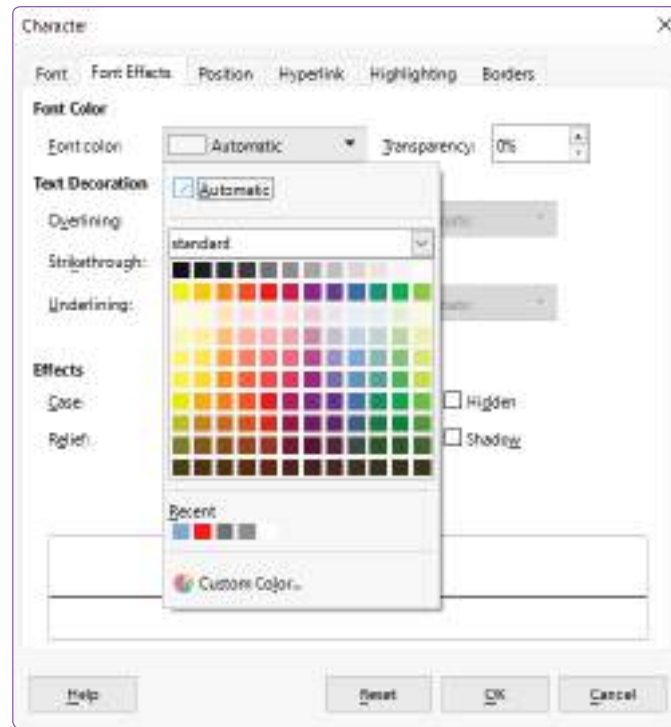 Character
Font Font Effects Position Hyperlink Highlighting Borders
Font Color
Font color: Automatic Transparency: 0%
Automatic
Text Decoration
Overlining
standard
Strikethrough:
Underlining:
Effects
Case Hidden
Relief: Shadow
Recent
Custom Color...
Help Reset OK Cancel